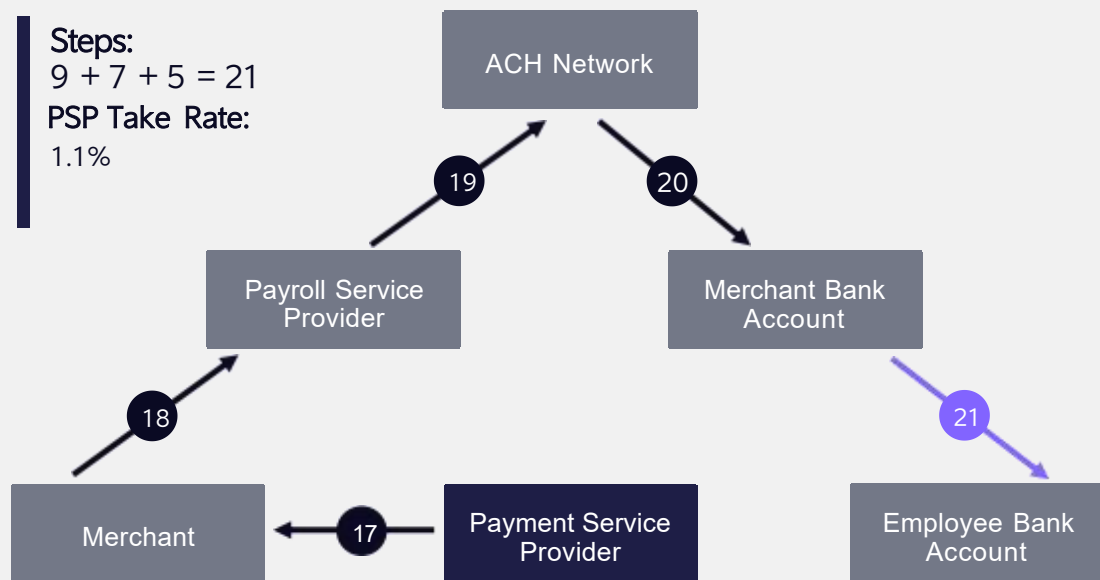 Steps:
9 + 7 + 5 = 21
PSP Take Rate:
1.1%
ACH Network
19
20
Payroll Service
Provider
Merchant Bank
Account
18
21
Merchant
17
Payment Service
Provider
Employee Bank
Account